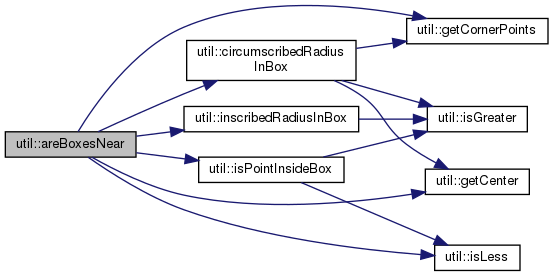 util::areBoxesNear
util::circumscribedRadius
InBox
util::inscribedRadiusInBox
util::isPointInsideBox
util::getCornerPoints
util::isGreater
util::getCenter
util::isLess